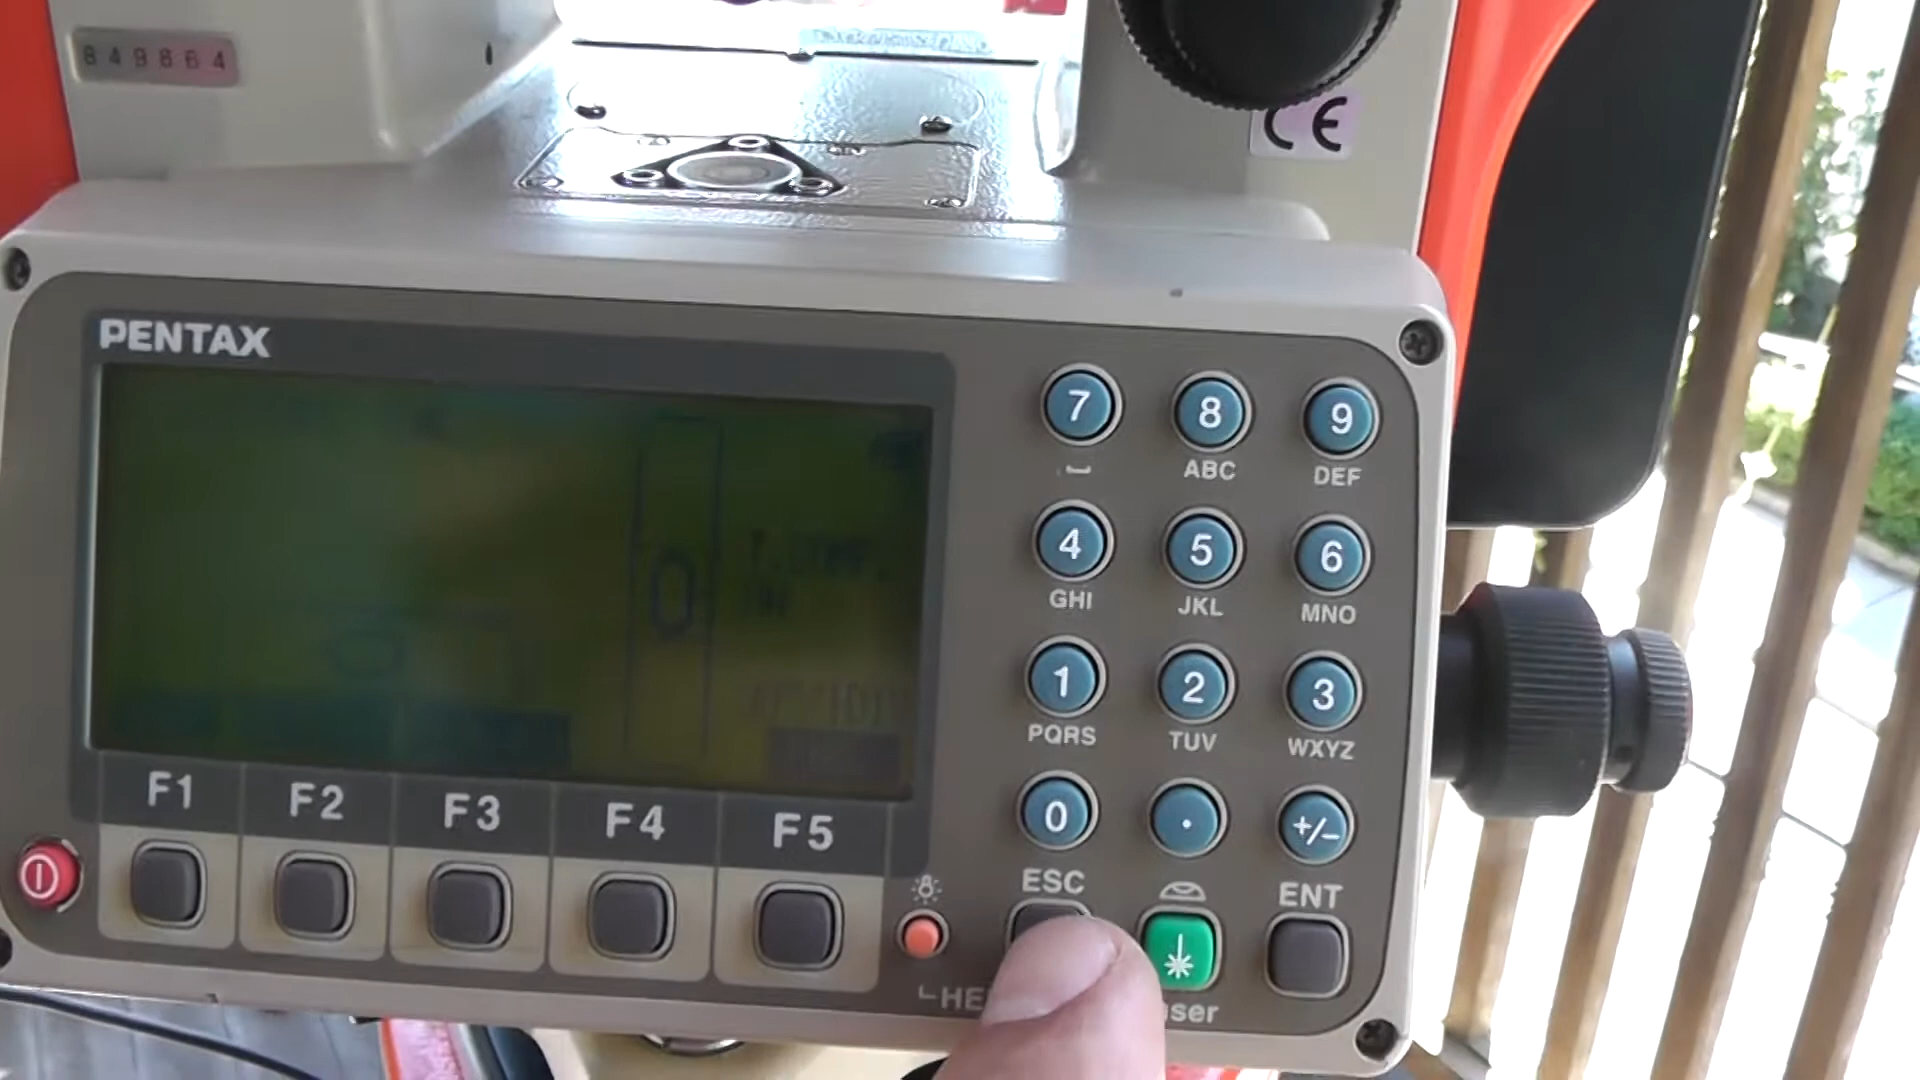 849864
CE
PENTAX
7 8 9
ABC DEF
4 5 6
GHI JKL MNO
1 2 3
PQRS TUV WXYZ
F1 F2 F3 F4 F5
0 . +/-
ESC ENT